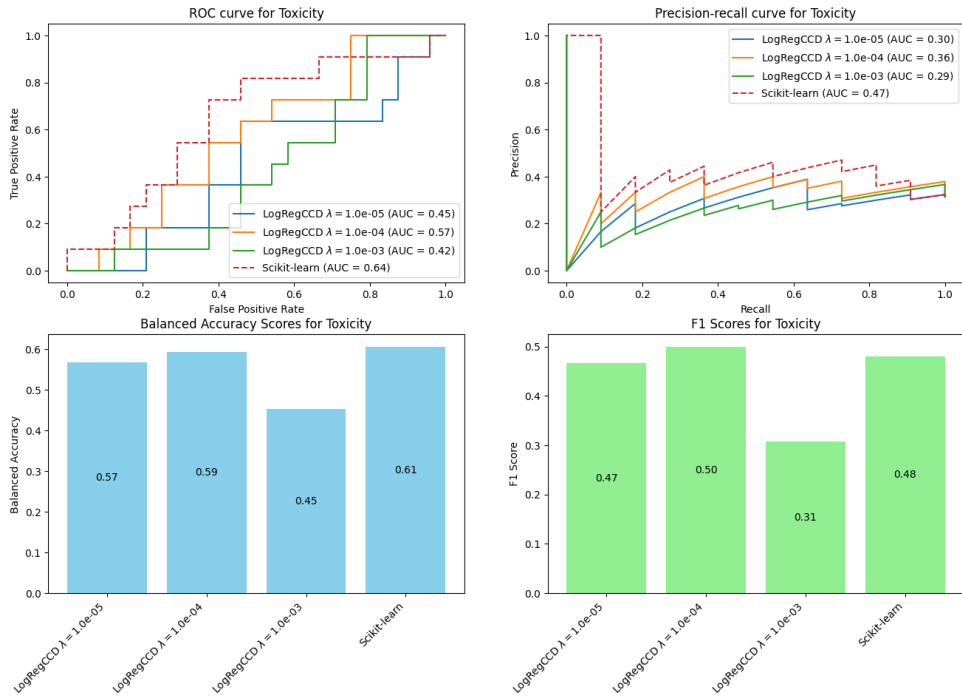 ROC curve for Toxicity
True Positive Rate
1.0
0.8
0.6
0.4
0.2
0.0
LogRegCCD λ = 1.0e-05 (AUC = 0.45)
LogRegCCD λ = 1.0e-04 (AUC = 0.57)
LogRegCCD λ = 1.0e-03 (AUC = 0.42)
Scikit-learn (AUC = 0.64)
0.0 0.2 0.4 0.6 0.8 1.0
False Positive Rate
Precision-recall curve for Toxicity
Precision
1.0
0.8
0.6
0.4
0.2
0.0
LogRegCCD λ = 1.0e-05 (AUC = 0.30)
LogRegCCD λ = 1.0e-04 (AUC = 0.36)
LogRegCCD λ = 1.0e-03 (AUC = 0.29)
Scikit-learn (AUC = 0.47)
0.0 0.2 0.4 0.6 0.8 1.0
Recall
Balanced Accuracy Scores for Toxicity
Balanced Accuracy
0.6
0.5
0.4
0.3
0.2
0.1
0.0
0.57
0.59
0.45
0.61
LogRegCCD λ = 1.0e-05
LogRegCCD λ = 1.0e-04
LogRegCCD λ = 1.0e-03
Scikit-learn
F1 Scores for Toxicity
F1 Score
0.5
0.4
0.3
0.2
0.1
0.0
0.47
0.50
0.31
0.48
LogRegCCD λ = 1.0e-05
LogRegCCD λ = 1.0e-04
LogRegCCD λ = 1.0e-03
Scikit-learn